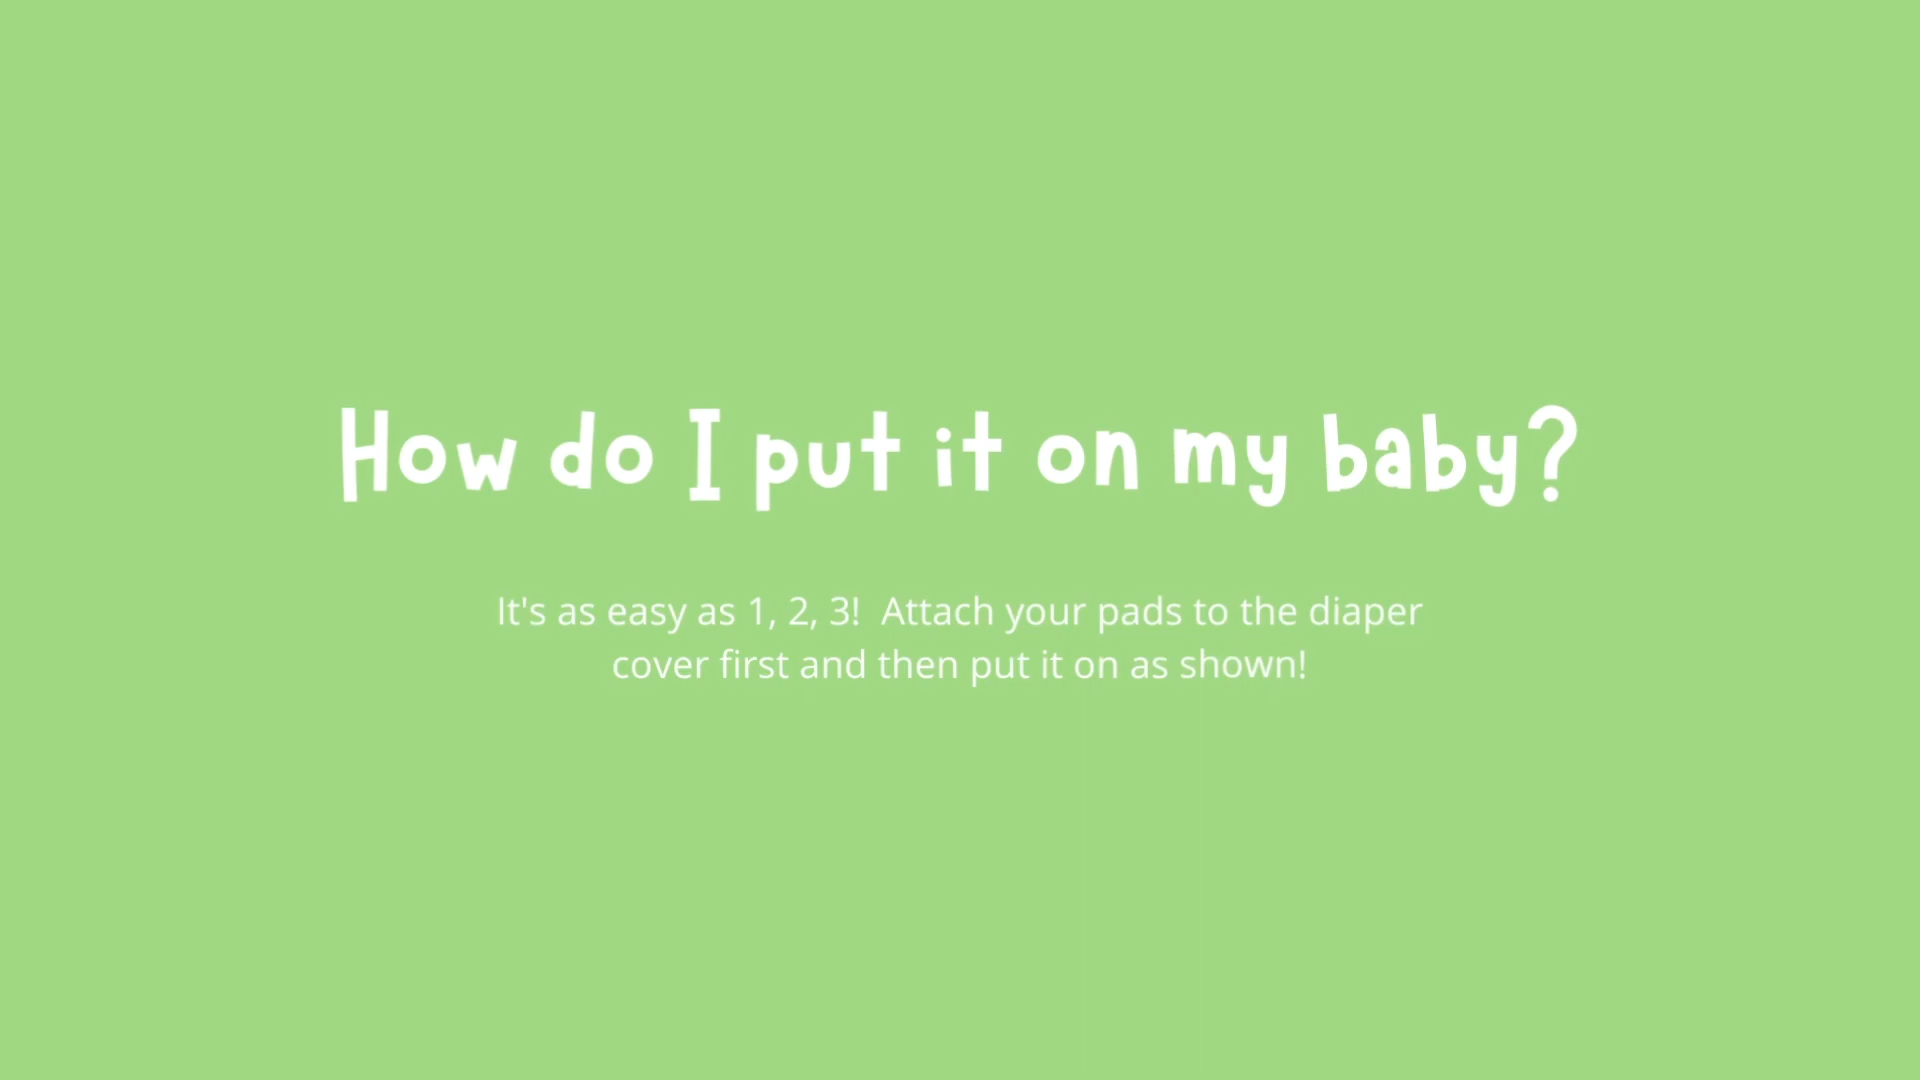 How do I put it on my baby?
It's as easy as 1, 2, 3!  Attach your pads to the diaper
cover first and then put it on as shown!